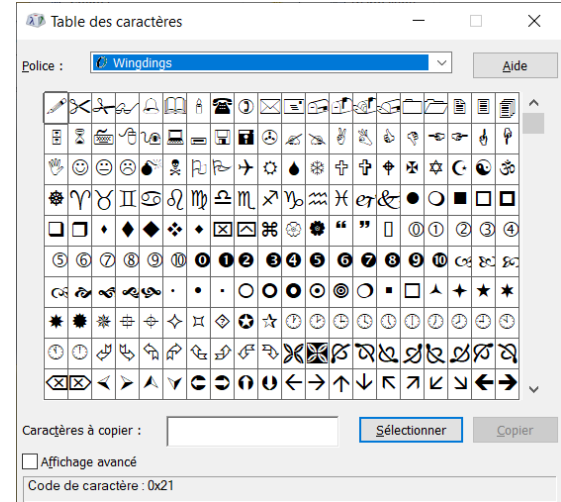 Table des caractères
Police : Wingdings Aide
Caractères à copier : Sélectionner Copier
Affichage avancé
Code de caractère : 0x21